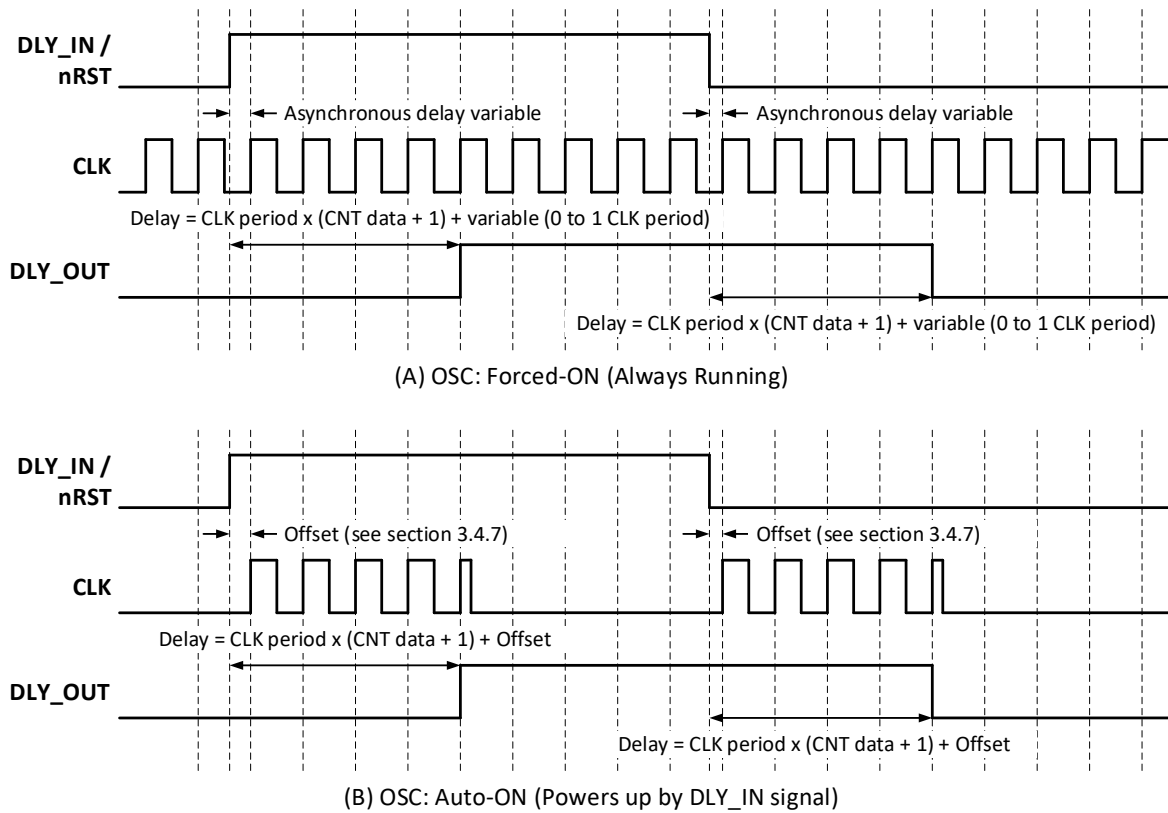 DLY_IN /
nRST
Asynchronous delay variable
Asynchronous delay variable
CLK
Delay = CLK period x (CNT data + 1) + variable (0 to 1 CLK period)
DLY_OUT
Delay = CLK period x (CNT data + 1) + variable (0 to 1 CLK period)
(A) OSC: Forced-ON (Always Running)
DLY_IN /
nRST
Offset (see section 3.4.7)
Offset (see section 3.4.7)
CLK
Delay = CLK period x (CNT data + 1) + Offset
DLY_OUT
Delay = CLK period x (CNT data + 1) + Offset
(B) OSC: Auto-ON (Powers up by DLY_IN signal)